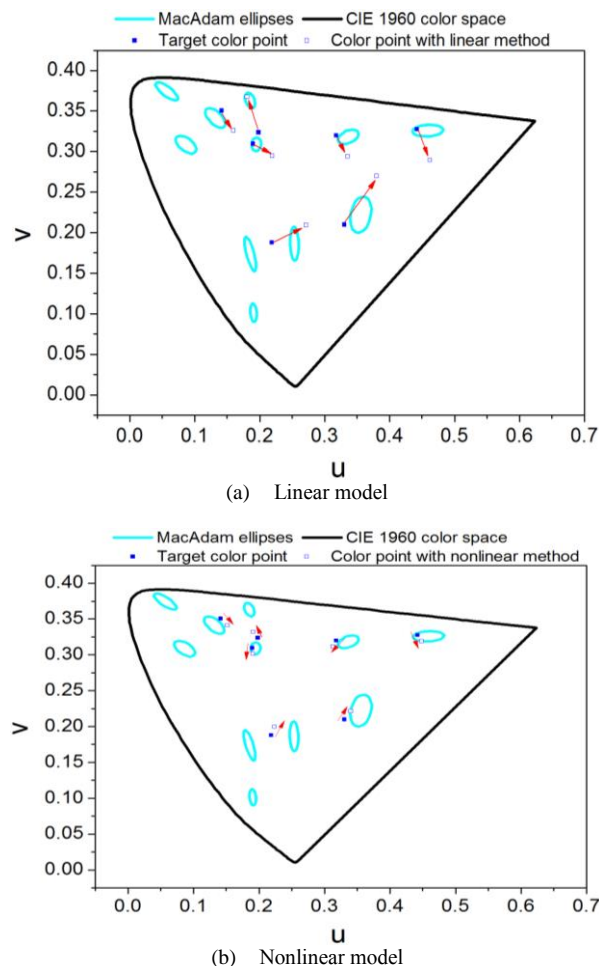 MacAdam ellipses CIE 1960 color space
Target color point Color point with linear method
0.40
0.35
0.30
0.25
0.20
0.15
0.10
0.05
0.00
v
0.0 0.1 0.2 0.3 0.4 0.5 0.6 0.7
u
(a) Linear model
MacAdam ellipses CIE 1960 color space
Target color point Color point with nonlinear method
0.40
0.35
0.30
0.25
0.20
0.15
0.10
0.05
0.00
v
0.0 0.1 0.2 0.3 0.4 0.5 0.6 0.7
u
(b) Nonlinear model